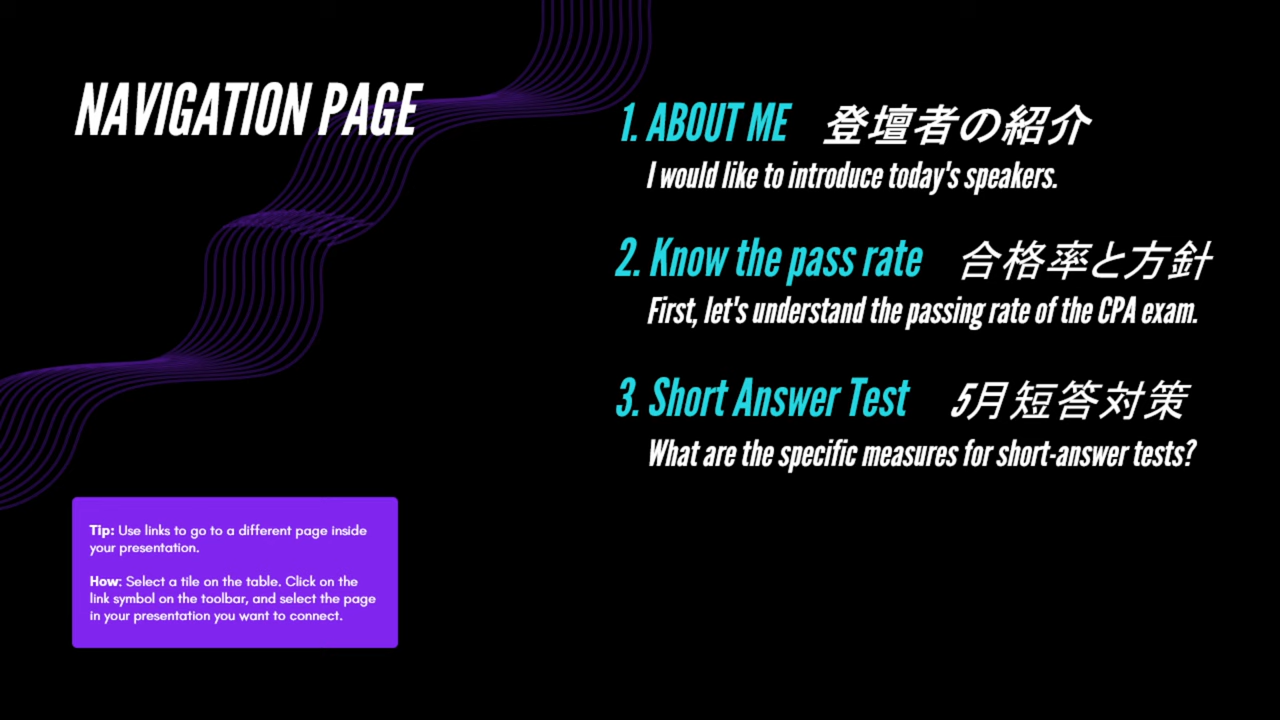 NAVIGATION PAGE
1. ABOUT ME 登壇者の紹介
I would like to introduce today's speakers.
2. Know the pass rate 合格率と方針
First, let's understand the passing rate of the CPA exam.
3. Short Answer Test 5月短答対策
What are the specific measures for short-answer tests?
Tip: Use links to go to a different page inside
your presentation.
How: Select a tile on the table. Click on the
link symbol on the toolbar, and select the page
in your presentation you want to connect.